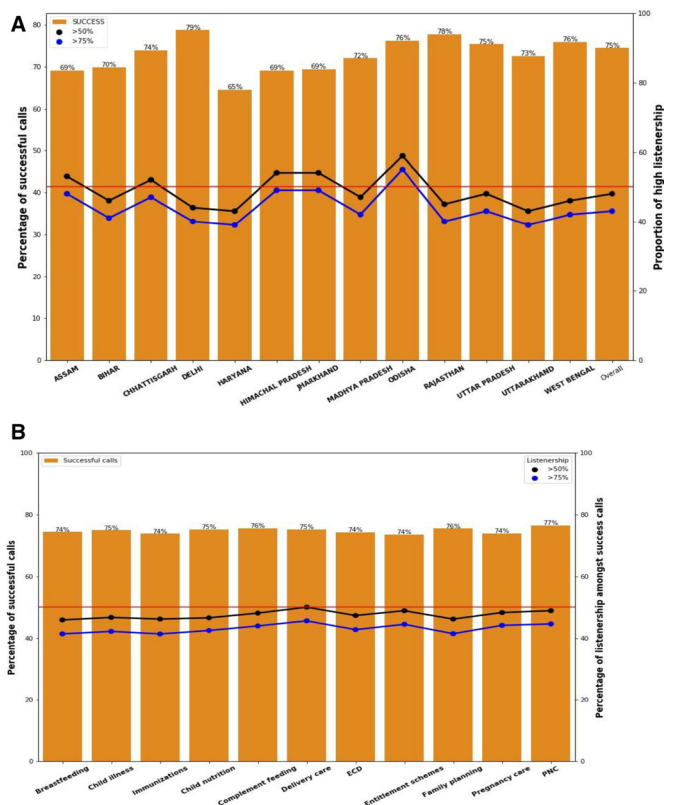 A
SUCCESS
>50%
>75%
100
80
70
60
50
40
30
20
10
0
80
60
40
20
0
Percentage of successful calls
Proportion of high listenership
69%
70%
74%
79%
65%
69%
69%
72%
76%
78%
75%
73%
76%
75%
ASSAM
BIHAR
CHHATTISGARH
DELHI
HARYANA
HIMACHAL PRADESH
JHARKHAND
MADHYA PRADESH
ODISHA
RAJASTHAN
UTTAR PRADESH
UTTARAKHAND
WEST BENGAL
Overall
B
Successful calls
Listenership
>50%
>75%
100
80
60
40
20
0
100
80
60
40
20
0
Percentage of successful calls
Percentage of listenership amongst success calls
74%
75%
74%
75%
76%
75%
74%
74%
76%
74%
77%
Breastfeeding
Child illness
Immunizations
Child nutrition
Complement feeding
Delivery care
ECD
Entitlement schemes
Family planning
Pregnancy care
PNC